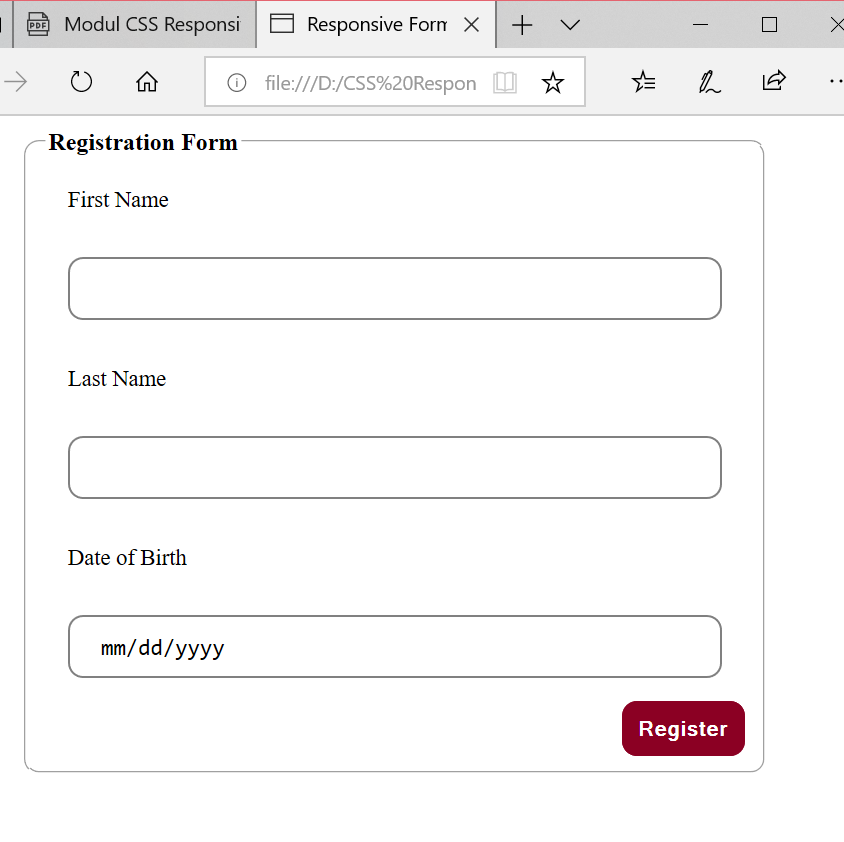 PDF Modul CSS Responsi Responsive Form
file:///D:/CSS%20Respon
Registration Form
First Name
Last Name
Date of Birth
mm/dd/yyyy
Register